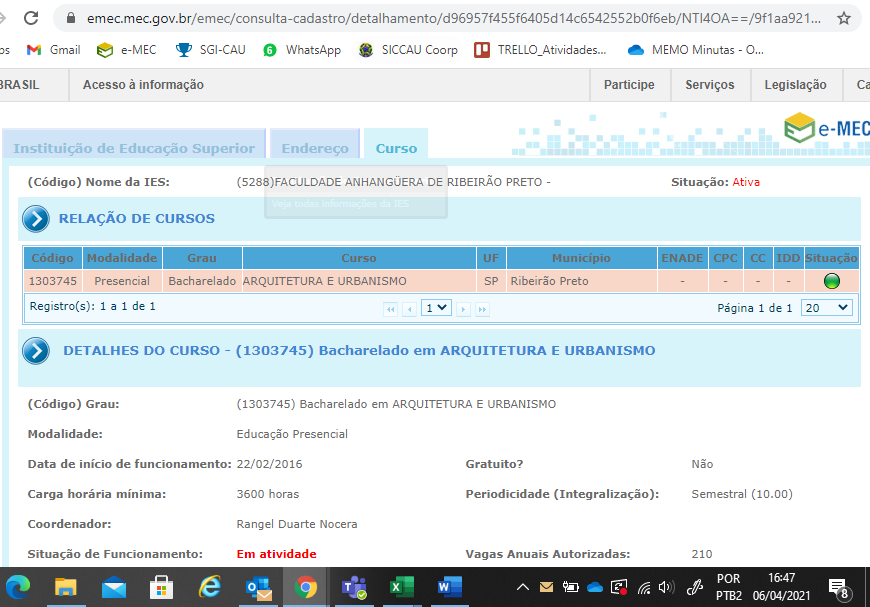 emec.mec.gov.br/emec/consulta-cadastro/detalhamento/d96957f455f6405d14c6542552b0f6eb/NTI4OA==/9f1aa921...
ps Gmail e-MEC SGI-CAU WhatsApp SICCAU Coorp TRELLO_Atividades... MEMO Minutas - O...
BRASIL Acesso à informação Participe Serviços Legislação Ca
e-MEC
Instituição de Educação Superior Endereço Curso
(Código) Nome da IES: (5288)FACULDADE ANHANGÜERA DE RIBEIRÃO PRETO - Situação: Ativa
Veja todas informações da IES
RELAÇÃO DE CURSOS
Código Modalidade Grau Curso UF Município ENADE CPC CC IDD Situação
1303745 Presencial Bacharelado ARQUITETURA E URBANISMO SP Ribeirão Preto - - - -
Registro(s): 1 a 1 de 1 1 Página 1 de 1 20
DETALHES DO CURSO - (1303745) Bacharelado em ARQUITETURA E URBANISMO
(Código) Grau: (1303745) Bacharelado em ARQUITETURA E URBANISMO
Modalidade: Educação Presencial
Data de início de funcionamento: 22/02/2016 Gratuito? Não
Carga horária mínima: 3600 horas Periodicidade (Integralização): Semestral (10.00)
Coordenador: Rangel Duarte Nocera
Situação de Funcionamento: Em atividade Vagas Anuais Autorizadas: 210
POR 16:47
PTB2 06/04/2021 8